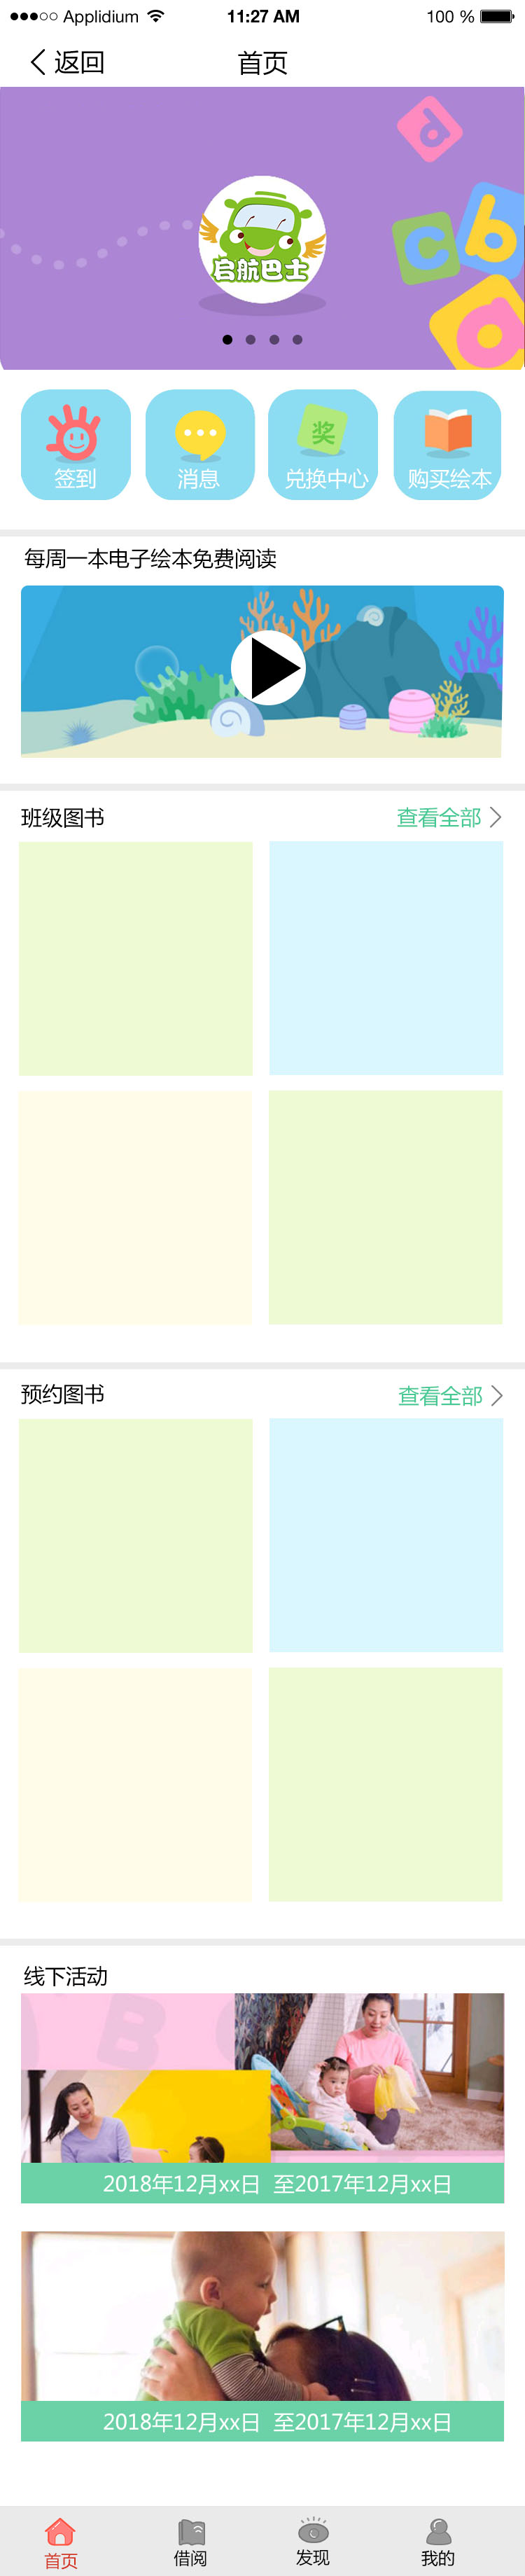 Applidium 11:27 AM 100 %
返回 首页
d
c b
a
启航巴士
签到 消息 兑换中心 购买绘本
奖
每周一本电子绘本免费阅读
班级图书 查看全部
预约图书 查看全部
线下活动
B
2018年12月xx日 至2017年12月xx日
2018年12月xx日 至2017年12月xx日
首页 借阅 发现 我的